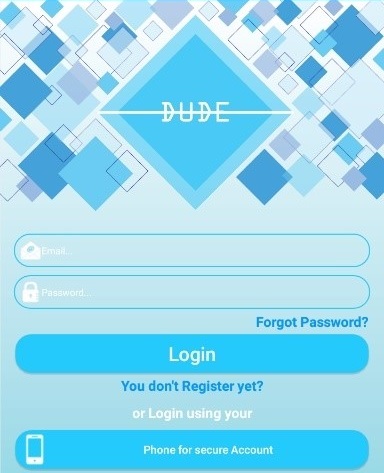 DUDE
Email...
Password...
Forgot Password?
Login
You don't Register yet?
or Login using your
Phone for secure Account